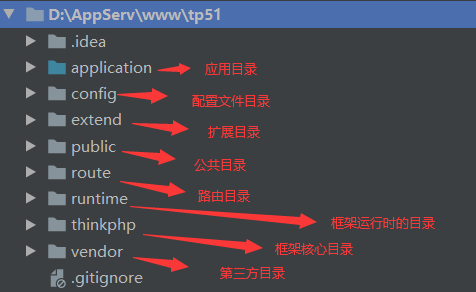 D:\AppServ\www\tp51
.idea
application 应用目录
config 配置文件目录
extend 扩展目录
public 公共目录
route 路由目录
runtime 框架运行时的目录
thinkphp 框架核心目录
vendor 第三方目录
.gitignore